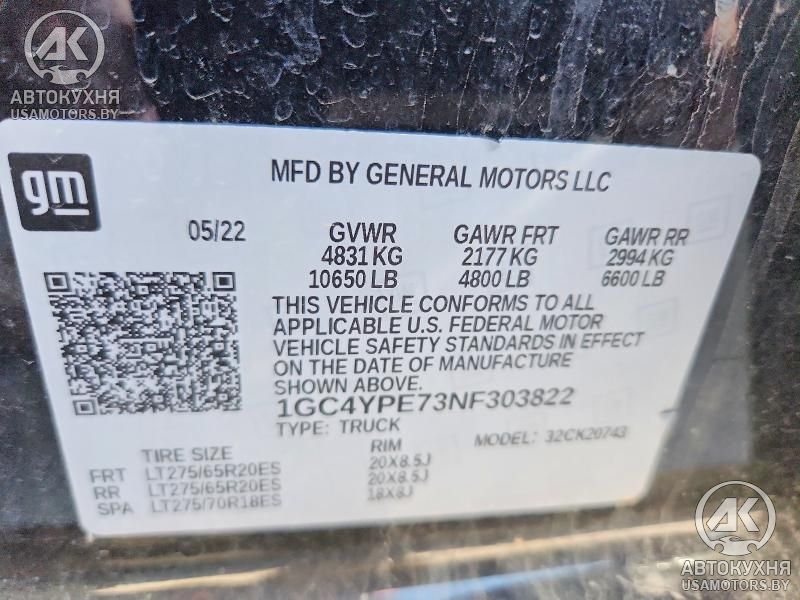 AK
АВТОКУХНЯ
USAMOTORS.BY
gm
MFD BY GENERAL MOTORS LLC
05/22 GVWR GAWR FRT GAWR RR
4831 KG 2177 KG 2994 KG
10650 LB 4800 LB 6600 LB
THIS VEHICLE CONFORMS TO ALL
APPLICABLE U.S. FEDERAL MOTOR
VEHICLE SAFETY STANDARDS IN EFFECT
ON THE DATE OF MANUFACTURE
SHOWN ABOVE.
1GC4YPE73NF303822
TYPE: TRUCK MODEL: 32CK20743
TIRE SIZE RIM
FRT LT275/65R20ES 20X8.5J
RR LT275/65R20ES 20X8.5J
SPA LT275/70R18ES 18X8J
AK
АВТОКУХНЯ
USAMOTORS.BY